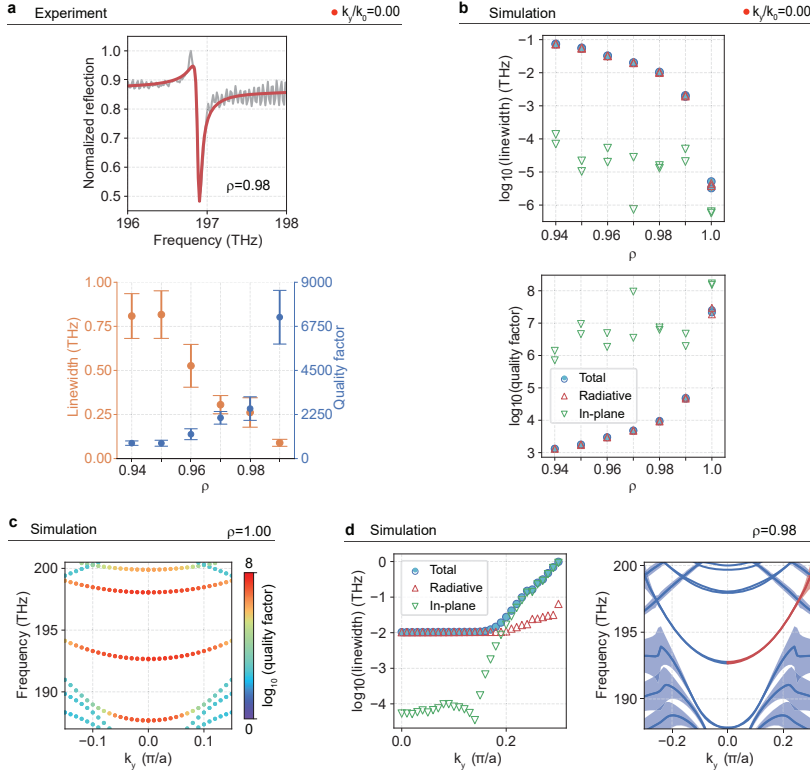 a Experiment k_y/k_0=0.00
Normalized reflection
1.0
0.9
0.8
0.7
0.6
0.5
ρ=0.98
196 197 198
Frequency (THz)
Linewidth (THz)
1.00
0.75
0.50
0.25
0.00
9000
6750
4500
2250
0
Quality factor
0.94 0.96 0.98
ρ
b Simulation k_y/k_0=0.00
log₁₀(linewidth) (THz)
−1
−2
−3
−4
−5
−6
0.94 0.96 0.98 1.0
ρ
log₁₀(quality factor)
8
7
6
5
4
3
Total
Radiative
In-plane
0.94 0.96 0.98 1.0
ρ
c Simulation ρ=1.00
Frequency (THz)
200
195
190
−0.1 0.0 0.1
k_y (π/a)
8
0
log₁₀ (quality factor)
d Simulation ρ=0.98
log₁₀(linewidth) (THz)
0
−1
−2
−3
−4
Total
Radiative
In-plane
0.0 0.2
k_y (π/a)
Frequency (THz)
200
195
190
−0.2 0.0 0.2
k_y (π/a)